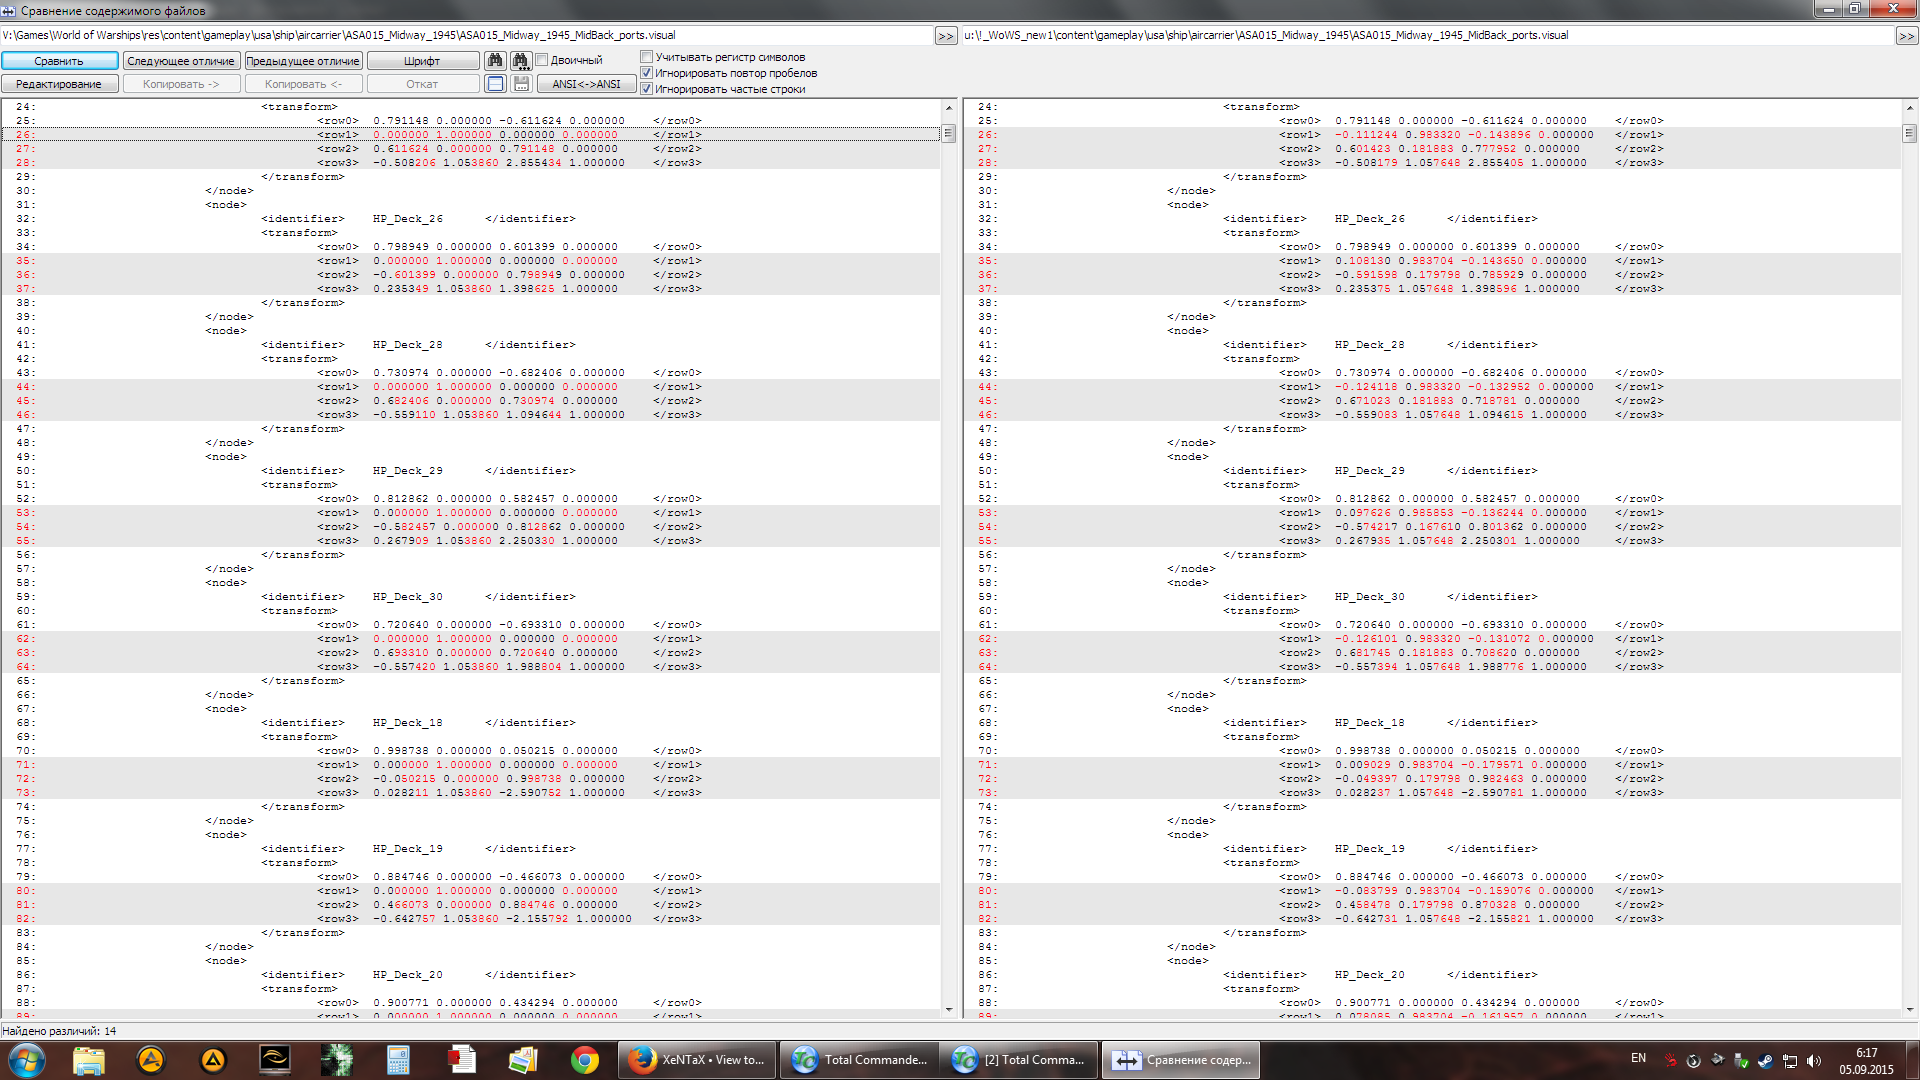 Сравнение содержимого файлов
V:\Games\World of Warships\res\content\gameplay\usa\ship\aircarrier\ASA015_Midway_1945\ASA015_Midway_1945_MidBack_ports.visual >> u:\!_WoWS_new1\content\gameplay\usa\ship\aircarrier\ASA015_Midway_1945\ASA015_Midway_1945_MidBack_ports.visual >>
Сравнить Следующее отличие Предыдущее отличие Шрифт Двоичный Учитывать регистр символов
Игнорировать повтор пробелов
Редактирование Копировать -> Копировать <- Откат ANSI<->ANSI Игнорировать частые строки
24: <transform>
25: <row0> 0.791148 0.000000 -0.611624 0.000000 </row0>
26: <row1> 0.000000 1.000000 0.000000 0.000000 </row1>
27: <row2> 0.611624 0.000000 0.791148 0.000000 </row2>
28: <row3> -0.508206 1.053860 2.855434 1.000000 </row3>
29: </transform>
30: </node>
31: <node>
32: <identifier> HP_Deck_26 </identifier>
33: <transform>
34: <row0> 0.798949 0.000000 0.601399 0.000000 </row0>
35: <row1> 0.000000 1.000000 0.000000 0.000000 </row1>
36: <row2> -0.601399 0.000000 0.798949 0.000000 </row2>
37: <row3> 0.235349 1.053860 1.398625 1.000000 </row3>
38: </transform>
39: </node>
40: <node>
41: <identifier> HP_Deck_28 </identifier>
42: <transform>
43: <row0> 0.730974 0.000000 -0.682406 0.000000 </row0>
44: <row1> 0.000000 1.000000 0.000000 0.000000 </row1>
45: <row2> 0.682406 0.000000 0.730974 0.000000 </row2>
46: <row3> -0.559110 1.053860 1.094644 1.000000 </row3>
47: </transform>
48: </node>
49: <node>
50: <identifier> HP_Deck_29 </identifier>
51: <transform>
52: <row0> 0.812862 0.000000 0.582457 0.000000 </row0>
53: <row1> 0.000000 1.000000 0.000000 0.000000 </row1>
54: <row2> -0.582457 0.000000 0.812862 0.000000 </row2>
55: <row3> 0.267909 1.053860 2.250330 1.000000 </row3>
56: </transform>
57: </node>
58: <node>
59: <identifier> HP_Deck_30 </identifier>
60: <transform>
61: <row0> 0.720640 0.000000 -0.693310 0.000000 </row0>
62: <row1> 0.000000 1.000000 0.000000 0.000000 </row1>
63: <row2> 0.693310 0.000000 0.720640 0.000000 </row2>
64: <row3> -0.557420 1.053860 1.988804 1.000000 </row3>
65: </transform>
66: </node>
67: <node>
68: <identifier> HP_Deck_18 </identifier>
69: <transform>
70: <row0> 0.998738 0.000000 0.050215 0.000000 </row0>
71: <row1> 0.000000 1.000000 0.000000 0.000000 </row1>
72: <row2> -0.050215 0.000000 0.998738 0.000000 </row2>
73: <row3> 0.028211 1.053860 -2.590752 1.000000 </row3>
74: </transform>
75: </node>
76: <node>
77: <identifier> HP_Deck_19 </identifier>
78: <transform>
79: <row0> 0.884746 0.000000 -0.466073 0.000000 </row0>
80: <row1> 0.000000 1.000000 0.000000 0.000000 </row1>
81: <row2> 0.466073 0.000000 0.884746 0.000000 </row2>
82: <row3> -0.642757 1.053860 -2.155792 1.000000 </row3>
83: </transform>
84: </node>
85: <node>
86: <identifier> HP_Deck_20 </identifier>
87: <transform>
88: <row0> 0.900771 0.000000 0.434294 0.000000 </row0>
89: <row1> 0.000000 1.000000 0.000000 0.000000 </row1>
24: <transform>
25: <row0> 0.791148 0.000000 -0.611624 0.000000 </row0>
26: <row1> -0.111244 0.983320 -0.143896 0.000000 </row1>
27: <row2> 0.601423 0.181883 0.777952 0.000000 </row2>
28: <row3> -0.508179 1.057648 2.855405 1.000000 </row3>
29: </transform>
30: </node>
31: <node>
32: <identifier> HP_Deck_26 </identifier>
33: <transform>
34: <row0> 0.798949 0.000000 0.601399 0.000000 </row0>
35: <row1> 0.108130 0.983704 -0.143650 0.000000 </row1>
36: <row2> -0.591598 0.179798 0.785929 0.000000 </row2>
37: <row3> 0.235375 1.057648 1.398596 1.000000 </row3>
38: </transform>
39: </node>
40: <node>
41: <identifier> HP_Deck_28 </identifier>
42: <transform>
43: <row0> 0.730974 0.000000 -0.682406 0.000000 </row0>
44: <row1> -0.124118 0.983320 -0.132952 0.000000 </row1>
45: <row2> 0.671023 0.181883 0.718781 0.000000 </row2>
46: <row3> -0.559083 1.057648 1.094615 1.000000 </row3>
47: </transform>
48: </node>
49: <node>
50: <identifier> HP_Deck_29 </identifier>
51: <transform>
52: <row0> 0.812862 0.000000 0.582457 0.000000 </row0>
53: <row1> 0.097626 0.985853 -0.136244 0.000000 </row1>
54: <row2> -0.574217 0.167610 0.801362 0.000000 </row2>
55: <row3> 0.267935 1.057648 2.250301 1.000000 </row3>
56: </transform>
57: </node>
58: <node>
59: <identifier> HP_Deck_30 </identifier>
60: <transform>
61: <row0> 0.720640 0.000000 -0.693310 0.000000 </row0>
62: <row1> -0.126101 0.983320 -0.131072 0.000000 </row1>
63: <row2> 0.681745 0.181883 0.708620 0.000000 </row2>
64: <row3> -0.557394 1.057648 1.988776 1.000000 </row3>
65: </transform>
66: </node>
67: <node>
68: <identifier> HP_Deck_18 </identifier>
69: <transform>
70: <row0> 0.998738 0.000000 0.050215 0.000000 </row0>
71: <row1> 0.009029 0.983704 -0.179571 0.000000 </row1>
72: <row2> -0.049397 0.179798 0.982463 0.000000 </row2>
73: <row3> 0.028237 1.057648 -2.590781 1.000000 </row3>
74: </transform>
75: </node>
76: <node>
77: <identifier> HP_Deck_19 </identifier>
78: <transform>
79: <row0> 0.884746 0.000000 -0.466073 0.000000 </row0>
80: <row1> -0.083799 0.983704 -0.159076 0.000000 </row1>
81: <row2> 0.458478 0.179798 0.870328 0.000000 </row2>
82: <row3> -0.642731 1.057648 -2.155821 1.000000 </row3>
83: </transform>
84: </node>
85: <node>
86: <identifier> HP_Deck_20 </identifier>
87: <transform>
88: <row0> 0.900771 0.000000 0.434294 0.000000 </row0>
89: <row1> 0.078085 0.983704 -0.161957 0.000000 </row1>
Найдено различий: 14
XeNTaX • View to... Total Commande... [2] Total Comma... Сравнение содер... EN 6:17
05.09.2015